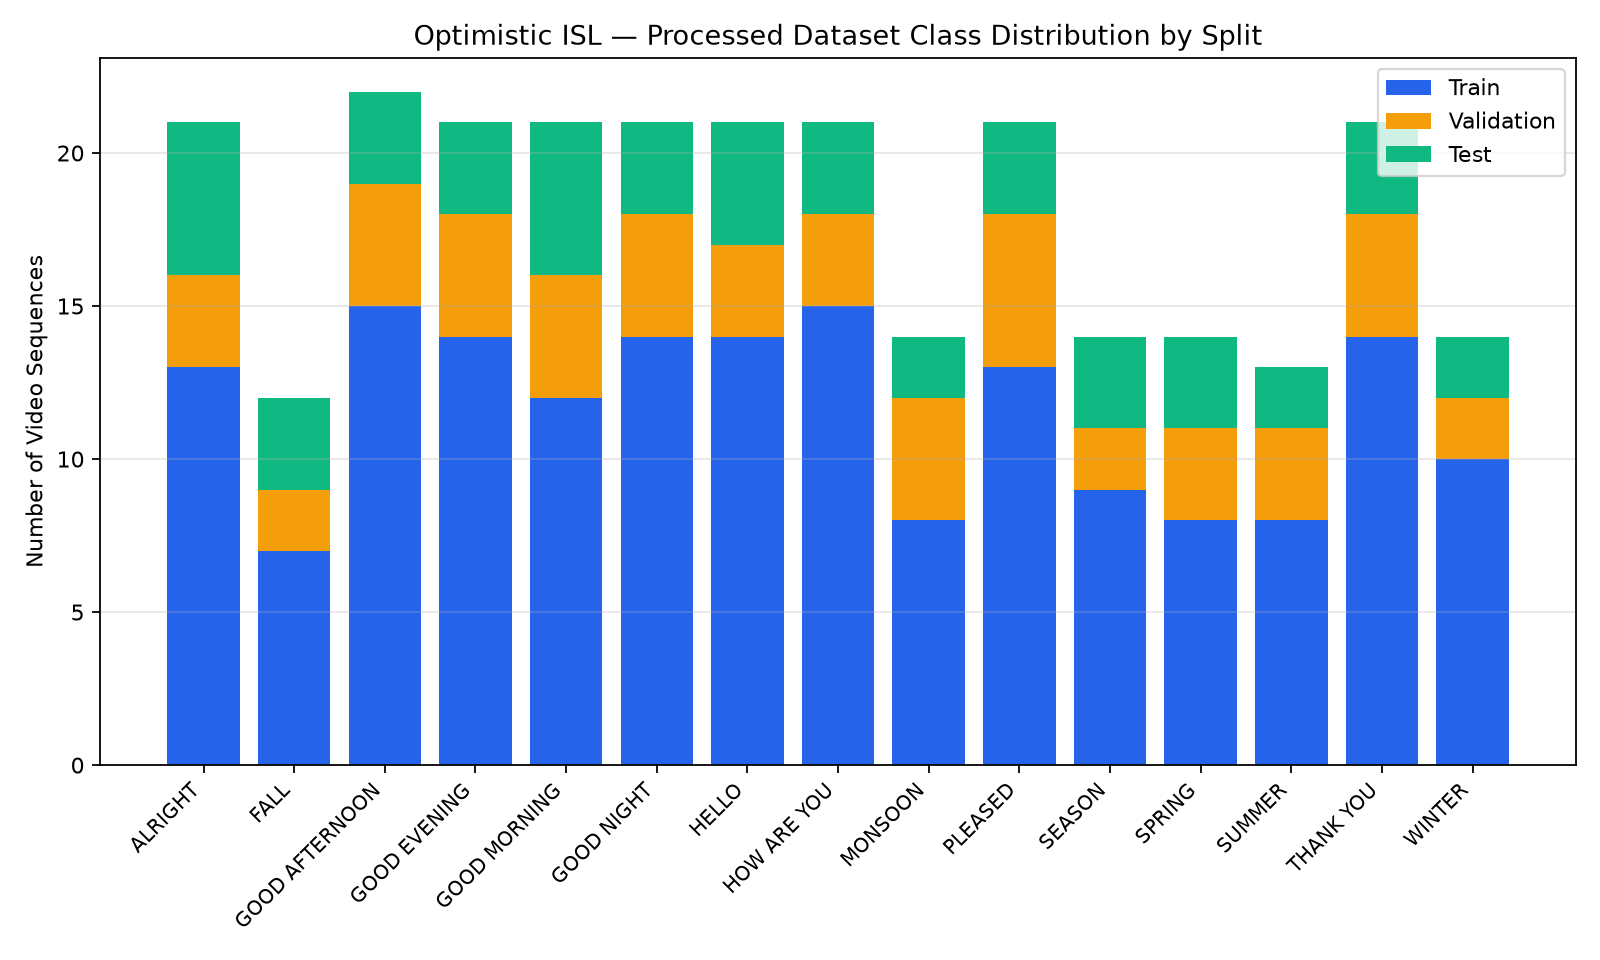 Optimistic ISL — Processed Dataset Class Distribution by Split
Train
Validation
Test
Number of Video Sequences
20
15
10
5
0
ALRIGHT
FALL
GOOD AFTERNOON
GOOD EVENING
GOOD MORNING
GOOD NIGHT
HELLO
HOW ARE YOU
MONSOON
PLEASED
SEASON
SPRING
SUMMER
THANK YOU
WINTER